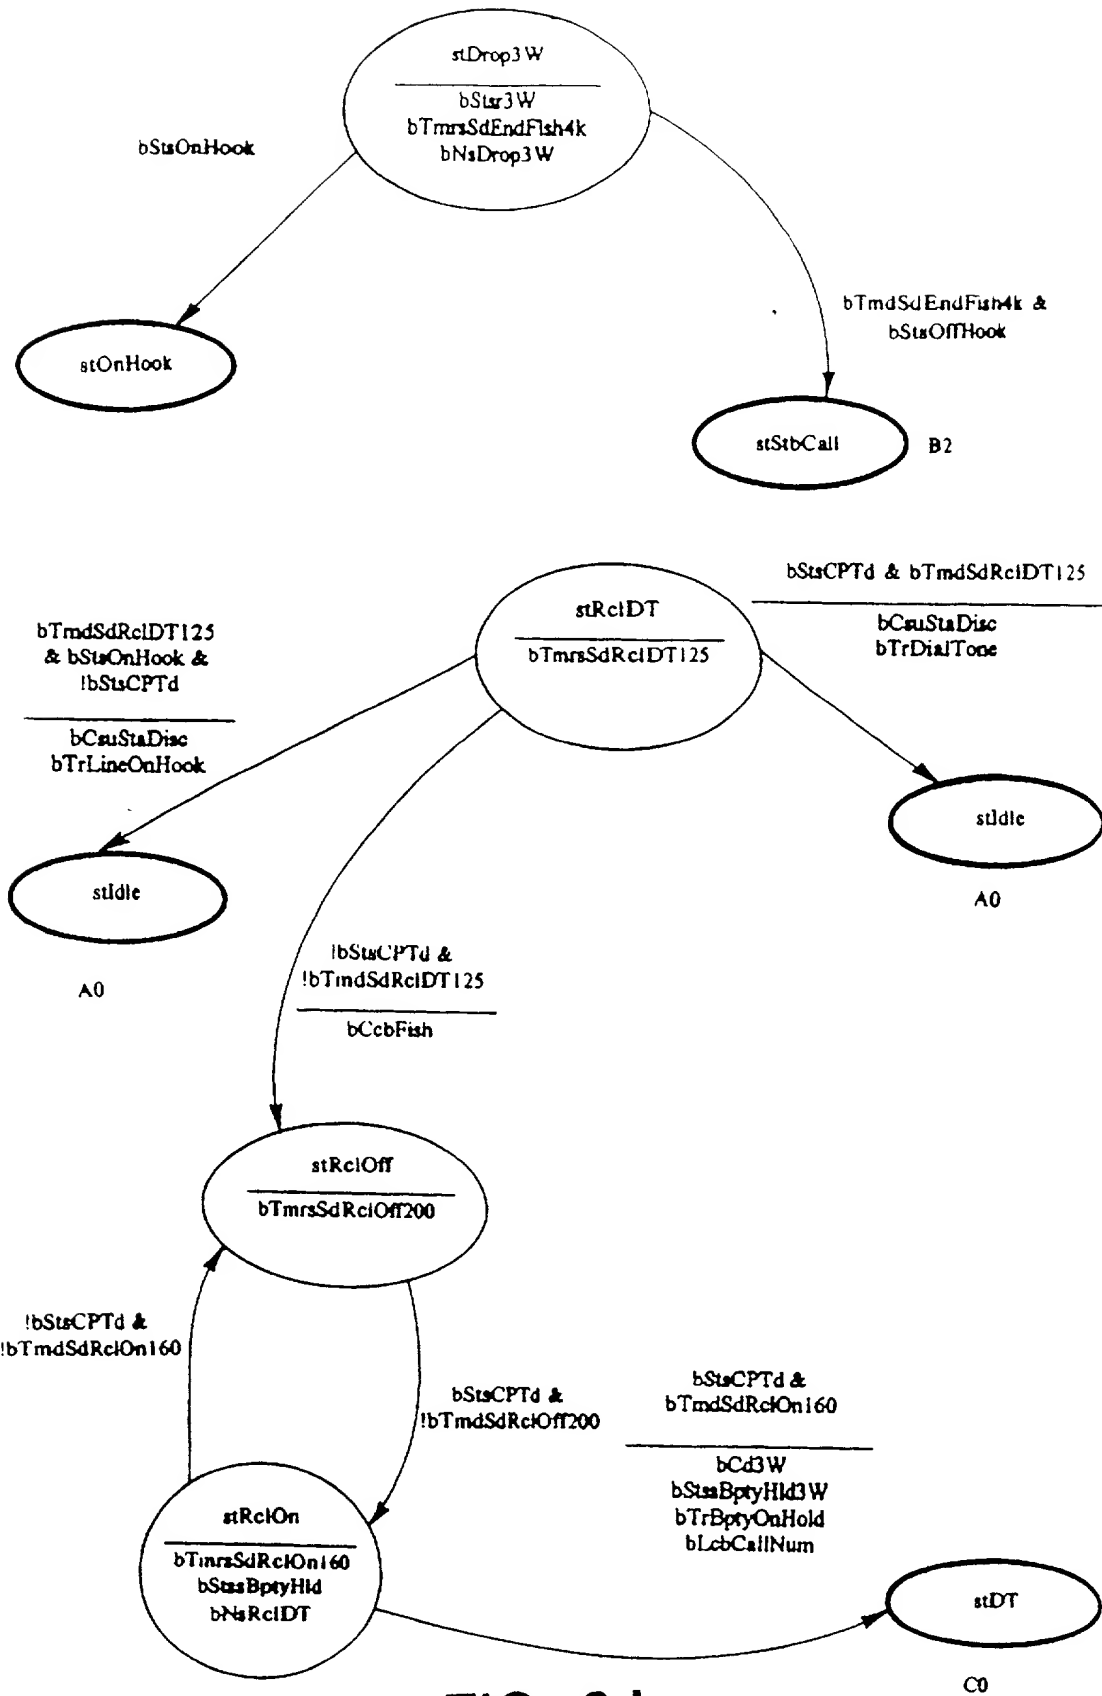 stDrop3W
bStsr3W
bTmrsSdEndFlsh4k
bNsDrop3W
bStsOnHook
bTmdSdEndFlsh4k &
bStsOffHook
stOnHook
stStbCall
B2
bStsCPTd & bTmdSdRclDT125
bCsuStaDisc
bTrDialTone
stRclDT
bTmrsSdRclDT125
bTmdSdRclDT125
& bStsOnHook &
!bStsCPTd
bCsuStaDisc
bTrLineOnHook
stIdle
A0
stIdle
A0
!bStsCPTd &
!bTmdSdRclDT125
bCcbFlsh
stRclOff
bTmrsSdRclOff200
!bStsCPTd &
!bTmdSdRclOn160
bStsCPTd &
!bTmdSdRclOff200
bStsCPTd &
bTmdSdRclOn160
bCd3W
bStssBptyHld3W
bTrBptyOnHold
bLcbCallNum
stRclOn
bTmrsSdRclOn160
bStssBptyHld
bNsRclDT
stDT
C0